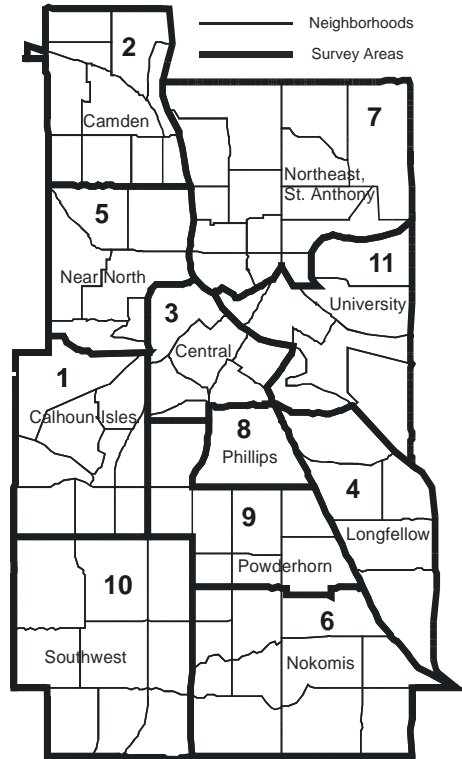 Neighborhoods
2
Survey Areas
Camden
7
Northeast,
St. Anthony
5
11
Near North
University
3
Central
1
Calhoun-Isles
8
Phillips
4
9
Longfellow
Powderhorn
10
6
Southwest
Nokomis